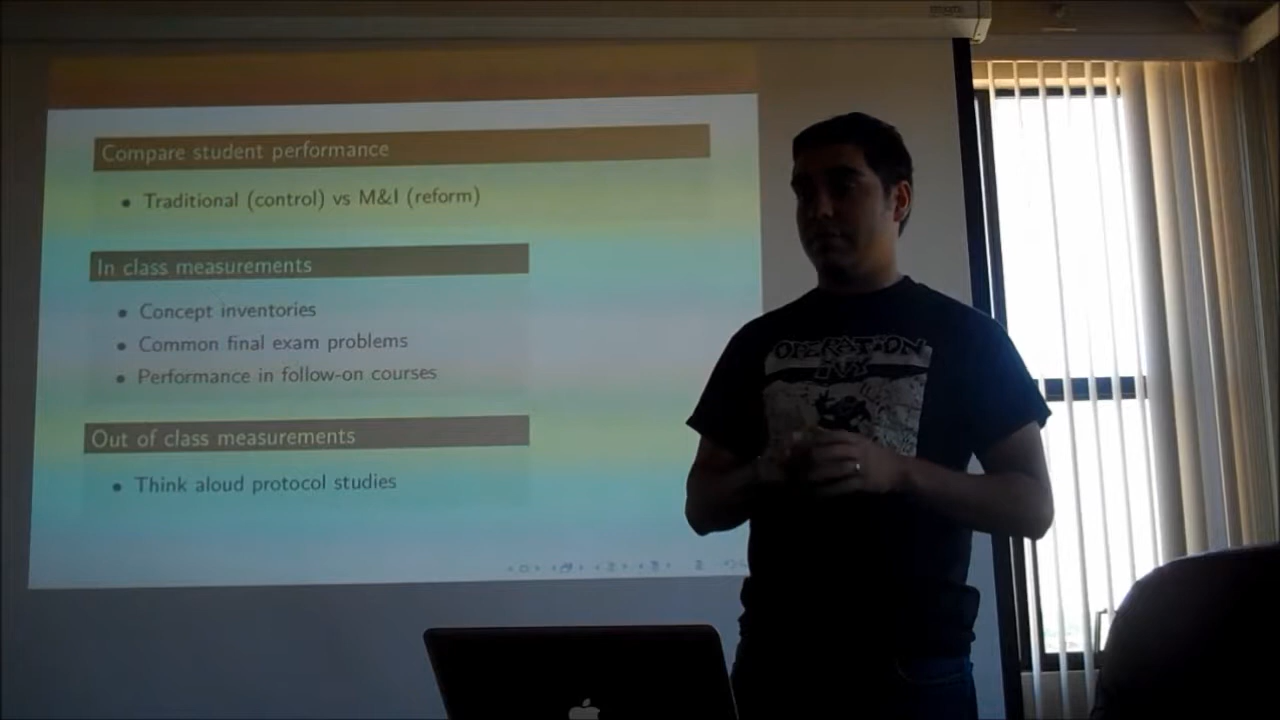 Compare student performance
• Traditional (control) vs M&I (reform)
In class measurements
• Concept inventories
• Common final exam problems
• Performance in follow-on courses
Out of class measurements
• Think aloud protocol studies
OPERATION
IVY